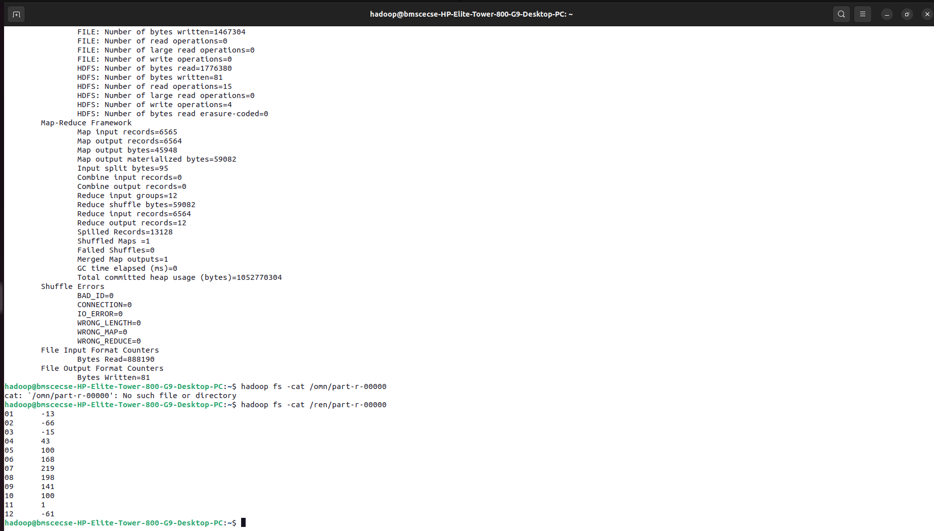 hadoop@bmscecse-HP-Elite-Tower-800-G9-Desktop-PC: ~
FILE: Number of bytes written=1467304
FILE: Number of read operations=0
FILE: Number of large read operations=0
FILE: Number of write operations=0
HDFS: Number of bytes read=1776380
HDFS: Number of bytes written=81
HDFS: Number of read operations=15
HDFS: Number of large read operations=0
HDFS: Number of write operations=4
HDFS: Number of bytes read erasure-coded=0
Map-Reduce Framework
Map input records=6565
Map output records=6564
Map output bytes=45948
Map output materialized bytes=59082
Input split bytes=95
Combine input records=0
Combine output records=0
Reduce input groups=12
Reduce shuffle bytes=59082
Reduce input records=6564
Reduce output records=12
Spilled Records=13128
Shuffled Maps =1
Failed Shuffles=0
Merged Map outputs=1
GC time elapsed (ms)=0
Total committed heap usage (bytes)=1052770304
Shuffle Errors
BAD_ID=0
CONNECTION=0
IO_ERROR=0
WRONG_LENGTH=0
WRONG_MAP=0
WRONG_REDUCE=0
File Input Format Counters
Bytes Read=888190
File Output Format Counters
Bytes Written=81
hadoop@bmscecse-HP-Elite-Tower-800-G9-Desktop-PC:~$ hadoop fs -cat /omn/part-r-00000
cat: `/omn/part-r-00000': No such file or directory
hadoop@bmscecse-HP-Elite-Tower-800-G9-Desktop-PC:~$ hadoop fs -cat /ren/part-r-00000
01 -13
02 -66
03 -15
04 43
05 100
06 168
07 219
08 198
09 141
10 100
11 1
12 -61
hadoop@bmscecse-HP-Elite-Tower-800-G9-Desktop-PC:~$